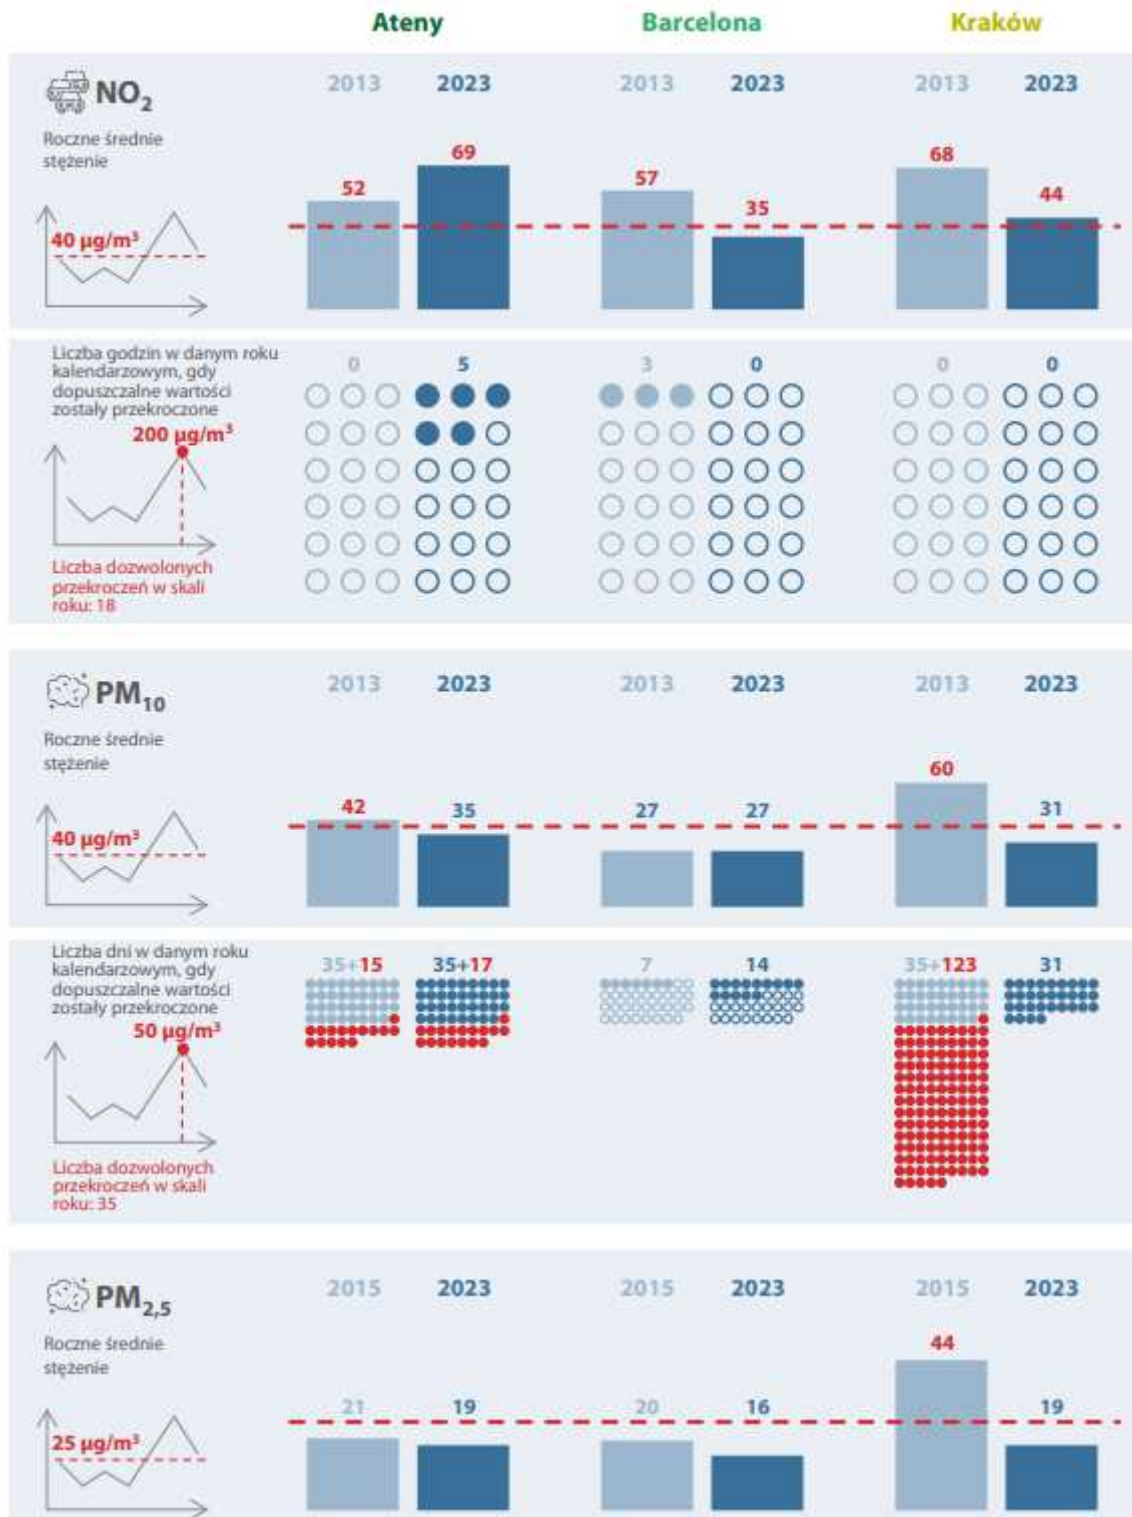 Ateny Barcelona Kraków
NO2 2013 2023 2013 2023 2013 2023
Roczne średnie
stężenie
52 69 57 35 68 44
40 µg/m³
Liczba godzin w danym roku
kalendarzowym, gdy
dopuszczalne wartości
zostały przekroczone
0 5 3 0 0 0
200 µg/m³
Liczba dozwolonych
przekroczeń w skali
roku: 18
PM10 2013 2023 2013 2023 2013 2023
Roczne średnie
stężenie
42 35 27 27 60 31
40 µg/m³
Liczba dni w danym roku
kalendarzowym, gdy
dopuszczalne wartości
zostały przekroczone
35+15 35+17 7 14 35+123 31
50 µg/m³
Liczba dozwolonych
przekroczeń w skali
roku: 35
PM2,5 2015 2023 2015 2023 2015 2023
Roczne średnie
stężenie
21 19 20 16 44 19
25 µg/m³